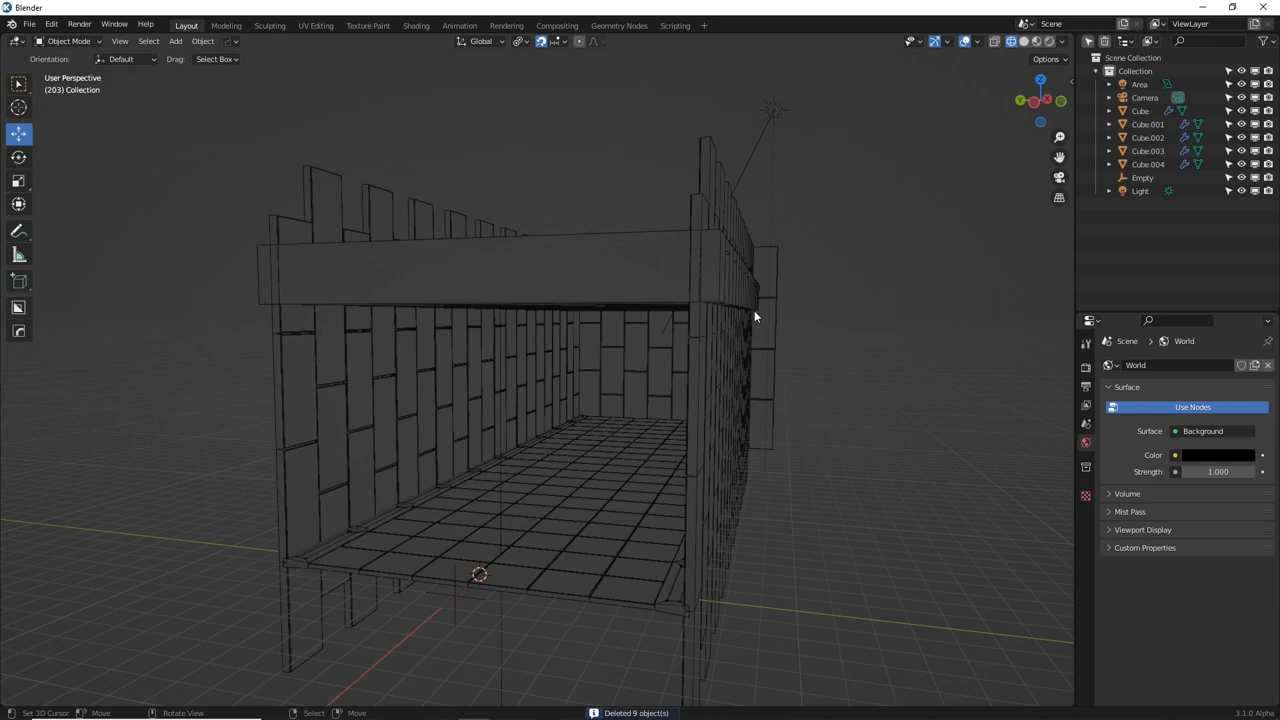 Blender
File Edit Render Window Help Layout Modeling Sculpting UV Editing Texture Paint Shading Animation Rendering Compositing Geometry Nodes Scripting + Scene ViewLayer
Object Mode View Select Add Object Global
Orientation: Default Drag: Select Box Options
User Perspective
(203) Collection
Scene Collection
Collection
Area
Camera
Cube
Cube.001
Cube.002
Cube.003
Cube.004
Empty
Light
Z
Y
X
Scene > World
World
Surface
Use Nodes
Surface Background
Color
Strength 1.000
Volume
Mist Pass
Viewport Display
Custom Properties
Set 3D Cursor Move Rotate View Select Move Deleted 9 object(s) 3.1.0 Alpha